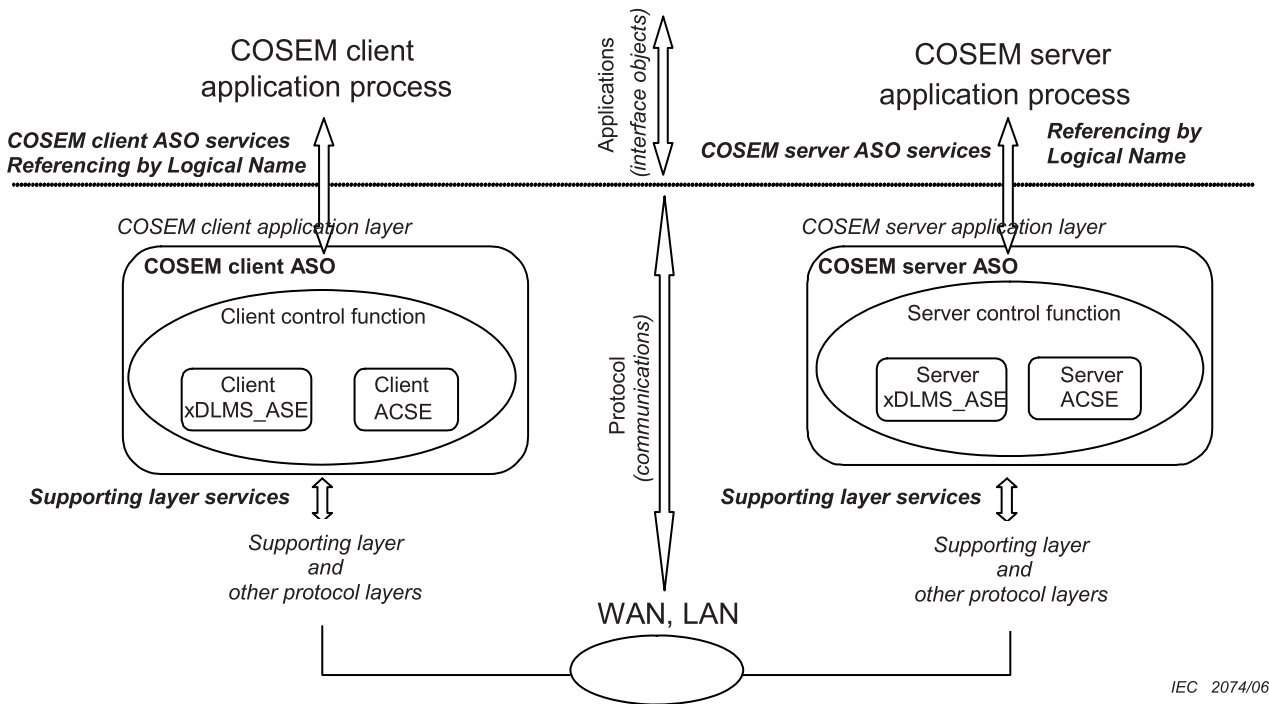 COSEM client
application process
COSEM client ASO services
Referencing by Logical Name
COSEM client application layer
COSEM client ASO
Client control function
Client
xDLMS_ASE
Client
ACSE
Supporting layer services
Supporting layer
and
other protocol layers
Applications
(interface objects)
Protocol
(communications)
WAN, LAN
COSEM server
application process
COSEM server ASO services
Referencing by
Logical Name
COSEM server application layer
COSEM server ASO
Server control function
Server
xDLMS_ASE
Server
ACSE
Supporting layer services
Supporting layer
and
other protocol layers
IEC 2074/06